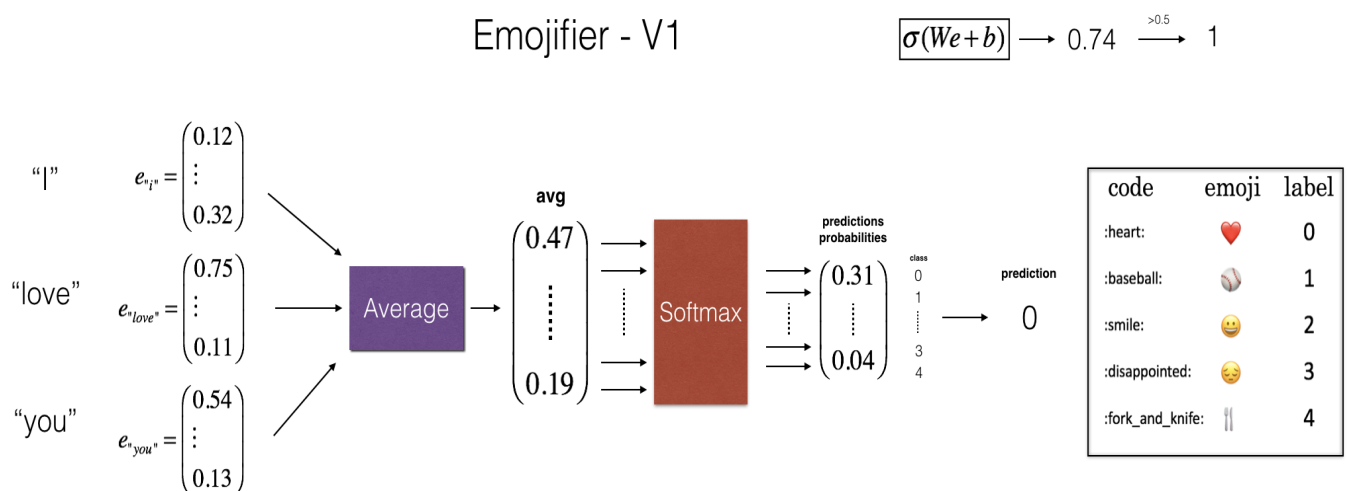 Emojifier - V1
σ(We+b) → 0.74 >0.5 → 1
"I"
e"i" = (0.12 ⋮ 0.32)
"love"
e"love" = (0.75 ⋮ 0.11)
"you"
e"you" = (0.54 ⋮ 0.13)
Average
avg
0.47
0.19
Softmax
predictions
probabilities
0.31
0.04
class
0
1
3
4
prediction
0
code emoji label
:heart: ❤️ 0
:baseball: ⚾ 1
:smile: 😀 2
:disappointed: 😔 3
:fork_and_knife: 🍴 4